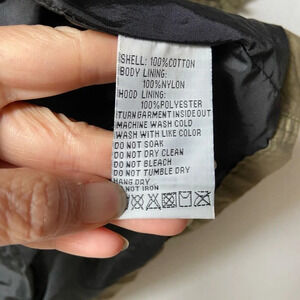 SHELL: 100%COTTON
BODY LINING:
100%NYLON
HOOD LINING:
100%POLYESTER
TURN GARMENT INSIDE OUT
MACHINE WASH COLD
WASH WITH LIKE COLOR
DO NOT SOAK
DO NOT DRY CLEAN
DO NOT BLEACH
DO NOT TUMBLE DRY
HANG DRY
NOT IRON